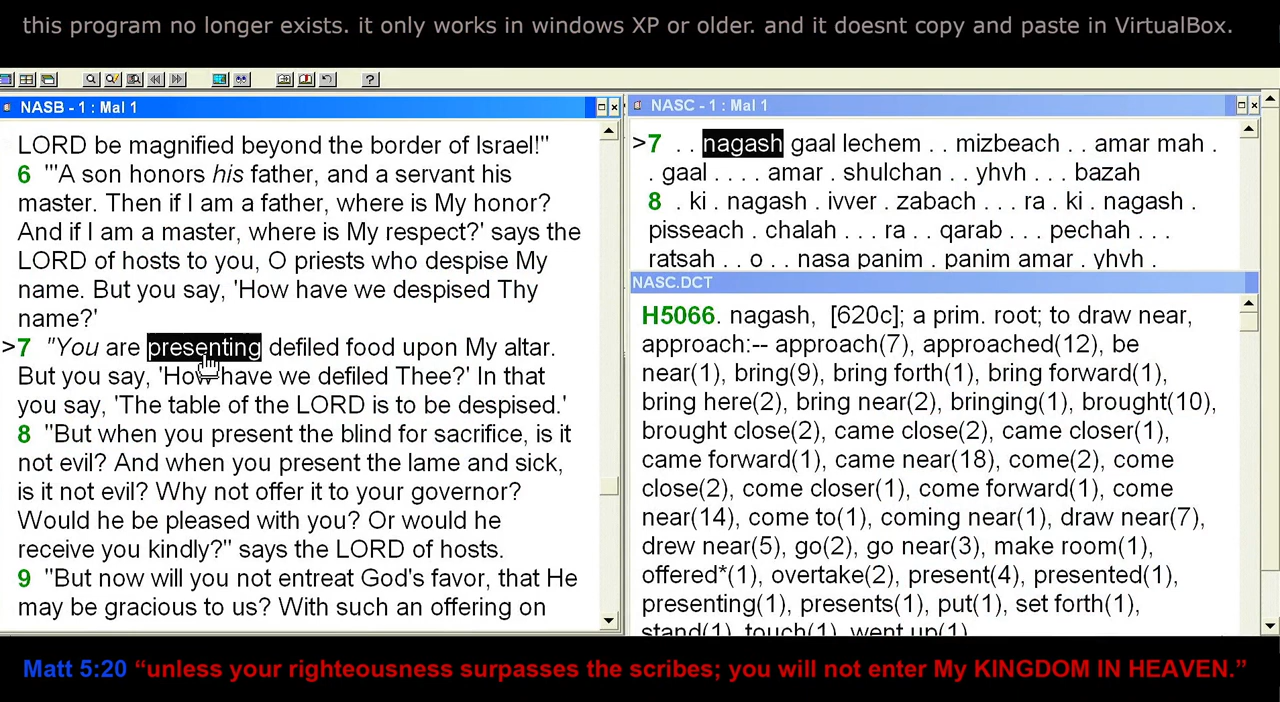 this program no longer exists. it only works in windows XP or older. and it doesnt copy and paste in VirtualBox.
NASB - 1 : Mal 1
LORD be magnified beyond the border of Israel!"
6 "'A son honors his father, and a servant his
master. Then if I am a father, where is My honor?
And if I am a master, where is My respect?' says the
LORD of hosts to you, O priests who despise My
name. But you say, 'How have we despised Thy
name?'
>7 "You are presenting defiled food upon My altar.
But you say, 'How have we defiled Thee?' In that
you say, 'The table of the LORD is to be despised.'
8 "But when you present the blind for sacrifice, is it
not evil? And when you present the lame and sick,
is it not evil? Why not offer it to your governor?
Would he be pleased with you? Or would he
receive you kindly?" says the LORD of hosts.
9 "But now will you not entreat God's favor, that He
may be gracious to us? With such an offering on
NASC - 1 : Mal 1
>7 . . nagash gaal lechem . . mizbeach . . amar mah .
. gaal . . . . amar . shulchan . . yhvh . . . bazah
8 . ki . nagash . ivver . zabach . . . ra . ki . nagash .
pisseach . chalah . . . ra . . qarab . . . pechah . . .
ratsah . . o . . nasa panim . panim amar . yhvh .
NASC.DCT
H5066. nagash, [620c]; a prim. root; to draw near,
approach:-- approach(7), approached(12), be
near(1), bring(9), bring forth(1), bring forward(1),
bring here(2), bring near(2), bringing(1), brought(10),
brought close(2), came close(2), came closer(1),
came forward(1), came near(18), come(2), come
close(2), come closer(1), come forward(1), come
near(14), come to(1), coming near(1), draw near(7),
drew near(5), go(2), go near(3), make room(1),
offered*(1), overtake(2), present(4), presented(1),
presenting(1), presents(1), put(1), set forth(1),
stand(1), touch(1), went up(1)
Matt 5:20 “unless your righteousness surpasses the scribes; you will not enter My KINGDOM IN HEAVEN.”